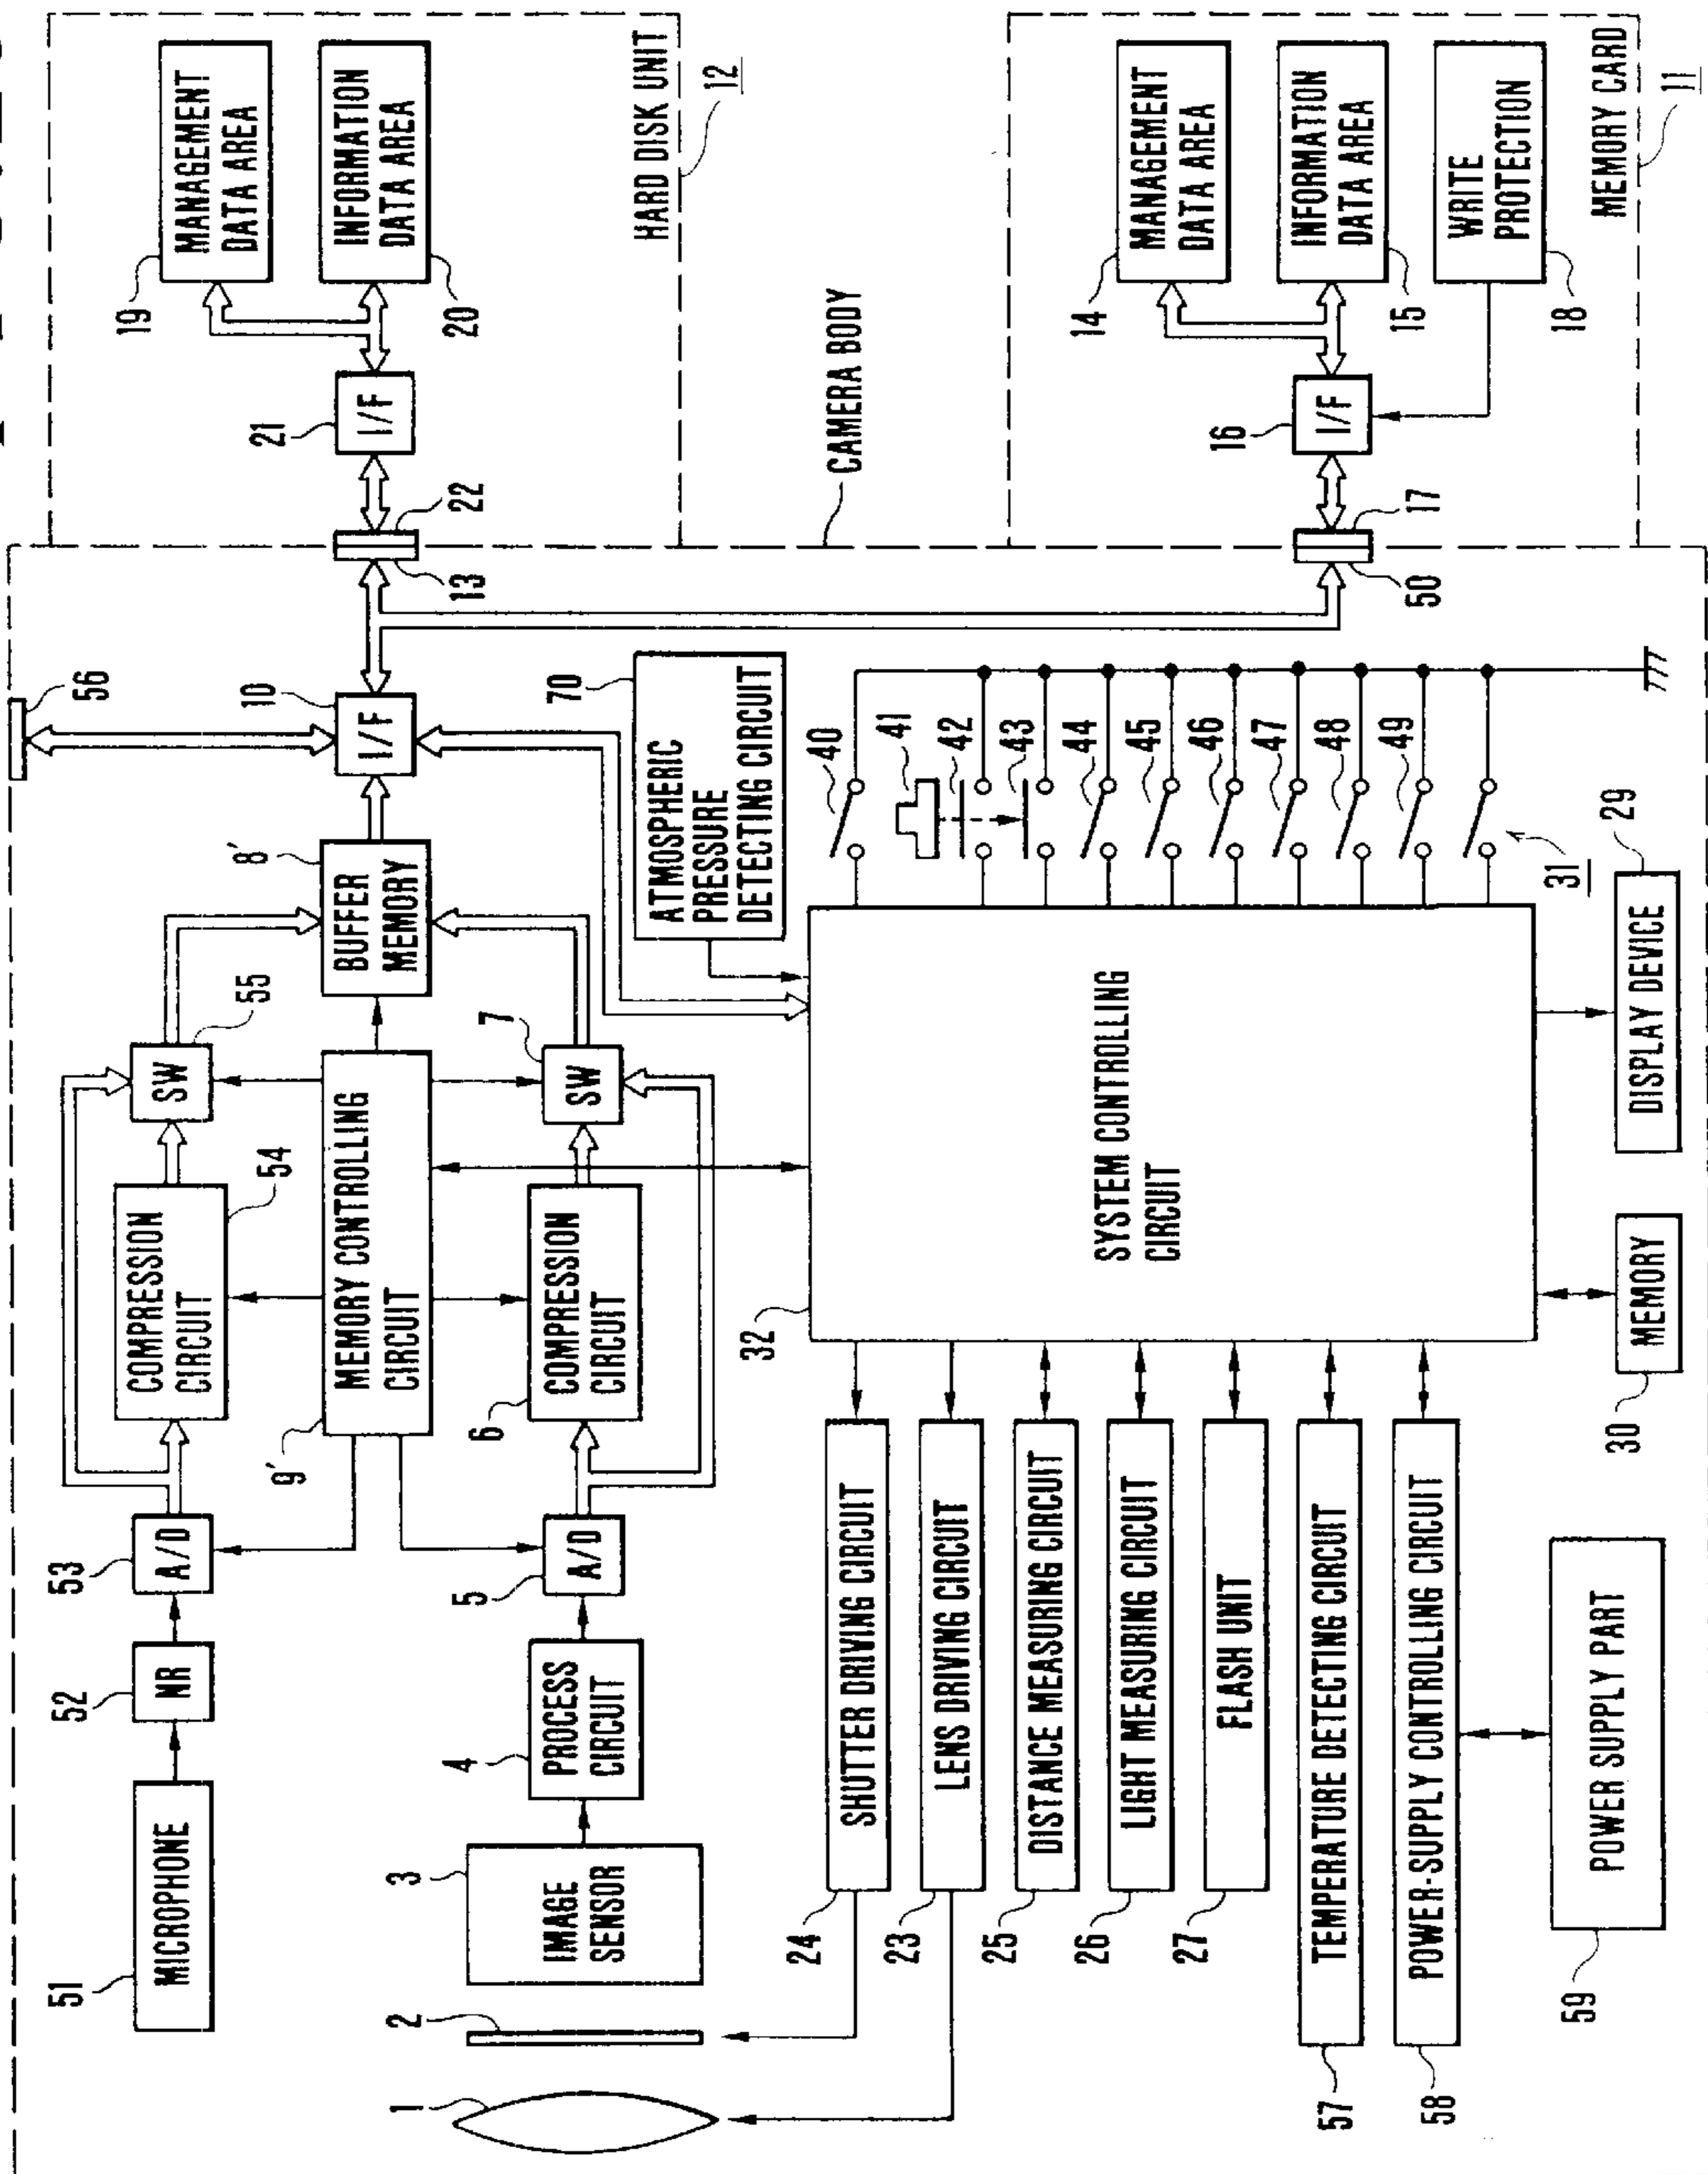 51
MICROPHONE
52
NR
53
A/D
COMPRESSION
CIRCUIT
54
SW
55
9'
MEMORY CONTROLLING
CIRCUIT
BUFFER
MEMORY
8'
1
2
3
IMAGE
SENSOR
4
PROCESS
CIRCUIT
5
A/D
6
COMPRESSION
CIRCUIT
7
SW
10
I/F
56
13
22
21
I/F
19
MANAGEMENT
DATA AREA
20
INFORMATION
DATA AREA
HARD DISK UNIT
12
CAMERA BODY
70
ATMOSPHERIC
PRESSURE
DETECTING CIRCUIT
32
SYSTEM CONTROLLING
CIRCUIT
24
SHUTTER DRIVING CIRCUIT
23
LENS DRIVING CIRCUIT
25
DISTANCE MEASURING CIRCUIT
26
LIGHT MEASURING CIRCUIT
27
FLASH UNIT
57
TEMPERATURE DETECTING CIRCUIT
58
POWER-SUPPLY CONTROLLING CIRCUIT
59
POWER SUPPLY PART
30
MEMORY
29
DISPLAY DEVICE
40
41
42
43
44
45
46
47
48
49
31
50
17
16
I/F
14
MANAGEMENT
DATA AREA
15
INFORMATION
DATA AREA
18
WRITE
PROTECTION
MEMORY CARD
11